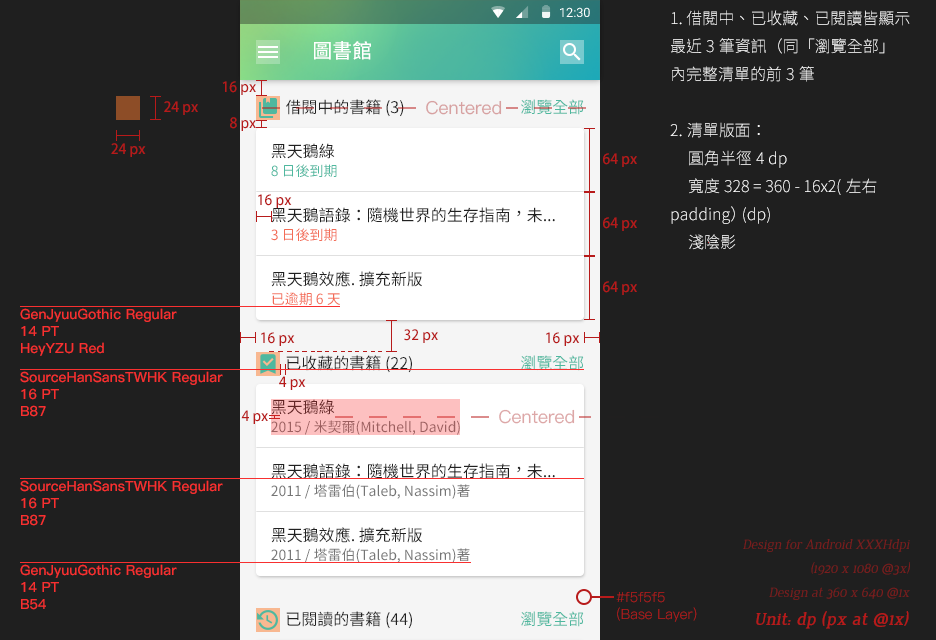 12:30
圖書館
16 px
借閱中的書籍 (3)
Centered
瀏覽全部
8 px
24 px
24 px
黑天鵝綠
8 日後到期
64 px
16 px
黑天鵝語錄：隨機世界的生存指南，未...
3 日後到期
64 px
黑天鵝效應. 擴充新版
已逾期 6 天
64 px
GenJyuuGothic Regular
14 PT
HeyYZU Red
16 px
32 px
16 px
已收藏的書籍 (22)
瀏覽全部
SourceHanSansTWHK Regular
16 PT
B87
4 px
4 px
黑天鵝綠
2015 / 米契爾(Mitchell, David)
Centered
黑天鵝語錄：隨機世界的生存指南，未...
2011 / 塔雷伯(Taleb, Nassim)著
SourceHanSansTWHK Regular
16 PT
B87
黑天鵝效應. 擴充新版
2011 / 塔雷伯(Taleb, Nassim)著
GenJyuuGothic Regular
14 PT
B54
已閱讀的書籍 (44)
瀏覽全部
#f5f5f5
(Base Layer)
1. 借閱中、已收藏、已閱讀皆顯示
最近 3 筆資訊（同「瀏覽全部」
內完整清單的前 3 筆
2. 清單版面：
圓角半徑 4 dp
寬度 328 = 360 - 16x2( 左右
padding) (dp)
淺陰影
Design for Android XXXHdpi
(1920 x 1080 @3x)
Design at 360 x 640 @1x
Unit: dp (px at @1x)